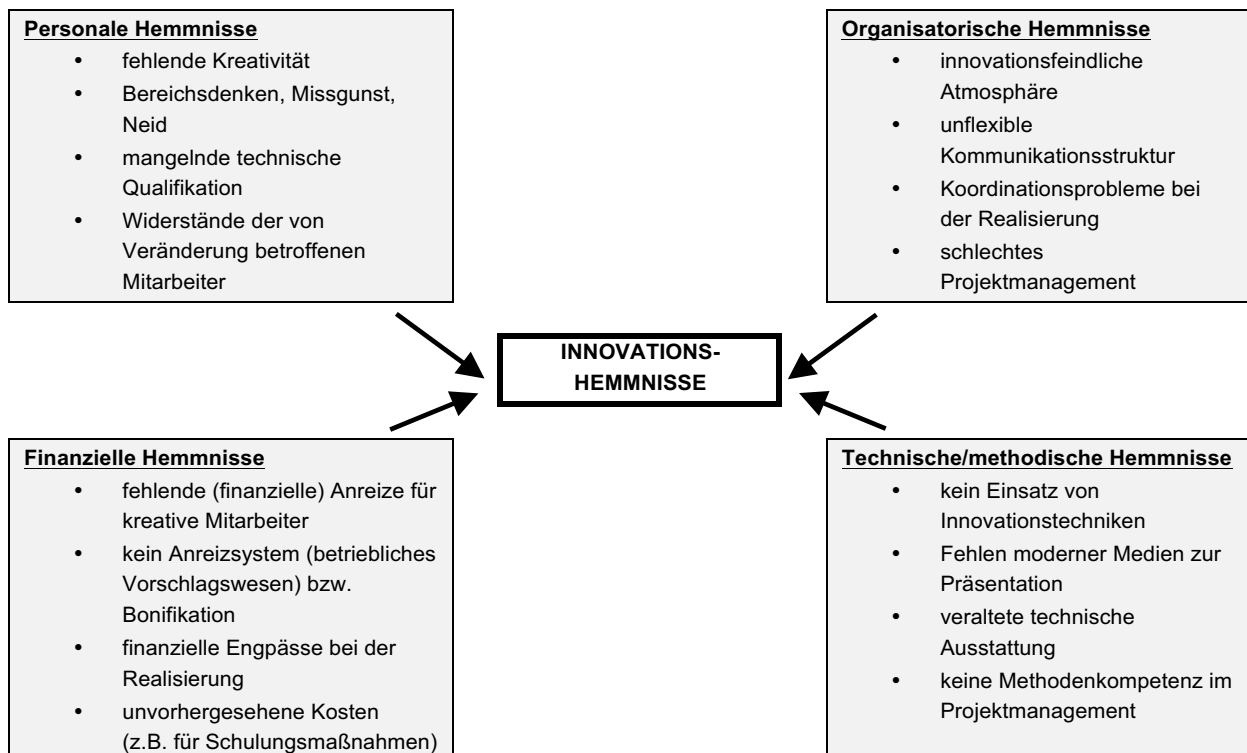 Personale Hemmnisse
• fehlende Kreativität
• Bereichsdenken, Missgunst,
Neid
• mangelnde technische
Qualifikation
• Widerstände der von
Veränderung betroffenen
Mitarbeiter
Organisatorische Hemmnisse
• innovationsfeindliche
Atmosphäre
• unflexible
Kommunikationsstruktur
• Koordinationsprobleme bei
der Realisierung
• schlechtes
Projektmanagement
INNOVATIONS-
HEMMNISSE
Finanzielle Hemmnisse
• fehlende (finanzielle) Anreize für
kreative Mitarbeiter
• kein Anreizsystem (betriebliches
Vorschlagswesen) bzw.
Bonifikation
• finanzielle Engpässe bei der
Realisierung
• unvorhergesehene Kosten
(z.B. für Schulungsmaßnahmen)
Technische/methodische Hemmnisse
• kein Einsatz von
Innovationstechniken
• Fehlen moderner Medien zur
Präsentation
• veraltete technische
Ausstattung
• keine Methodenkompetenz im
Projektmanagement